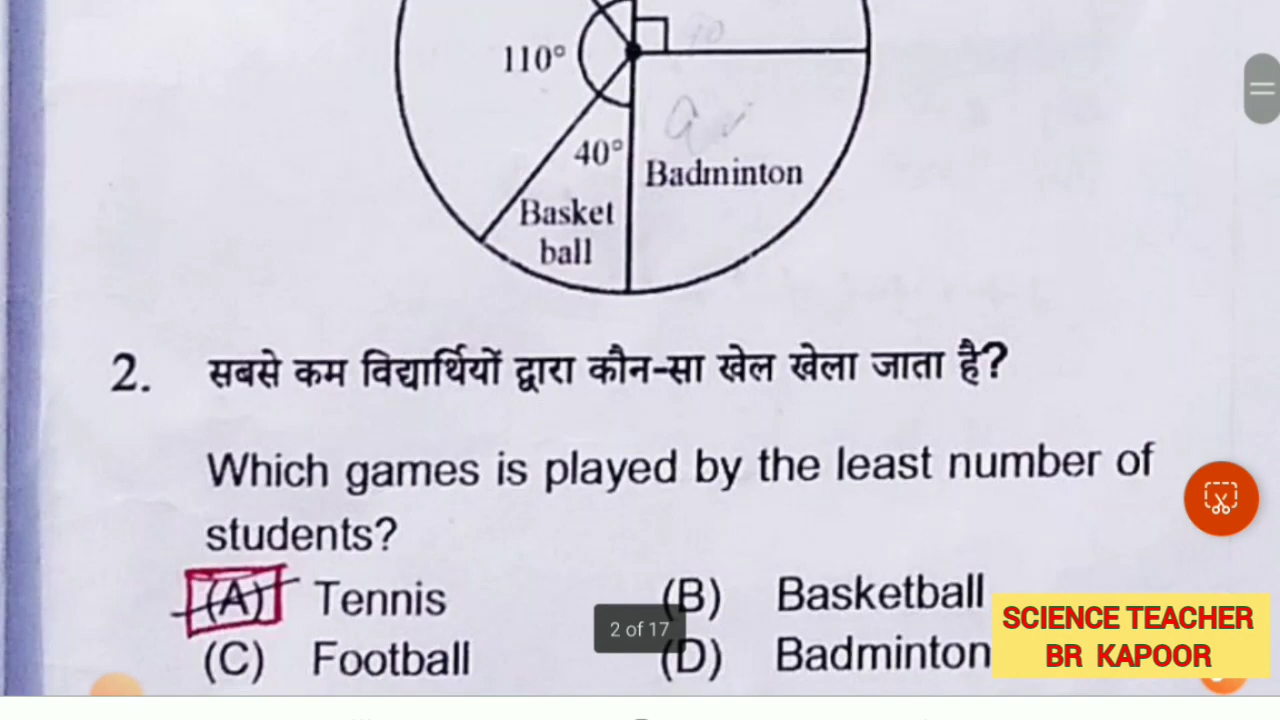 110°
40°
Badminton
Basket
ball
2. सबसे कम विद्यार्थियों द्वारा कौन-सा खेल खेला जाता है?
Which games is played by the least number of
students?
(A) Tennis (B) Basketball
(C) Football (D) Badminton
2 of 17
SCIENCE TEACHER
BR KAPOOR